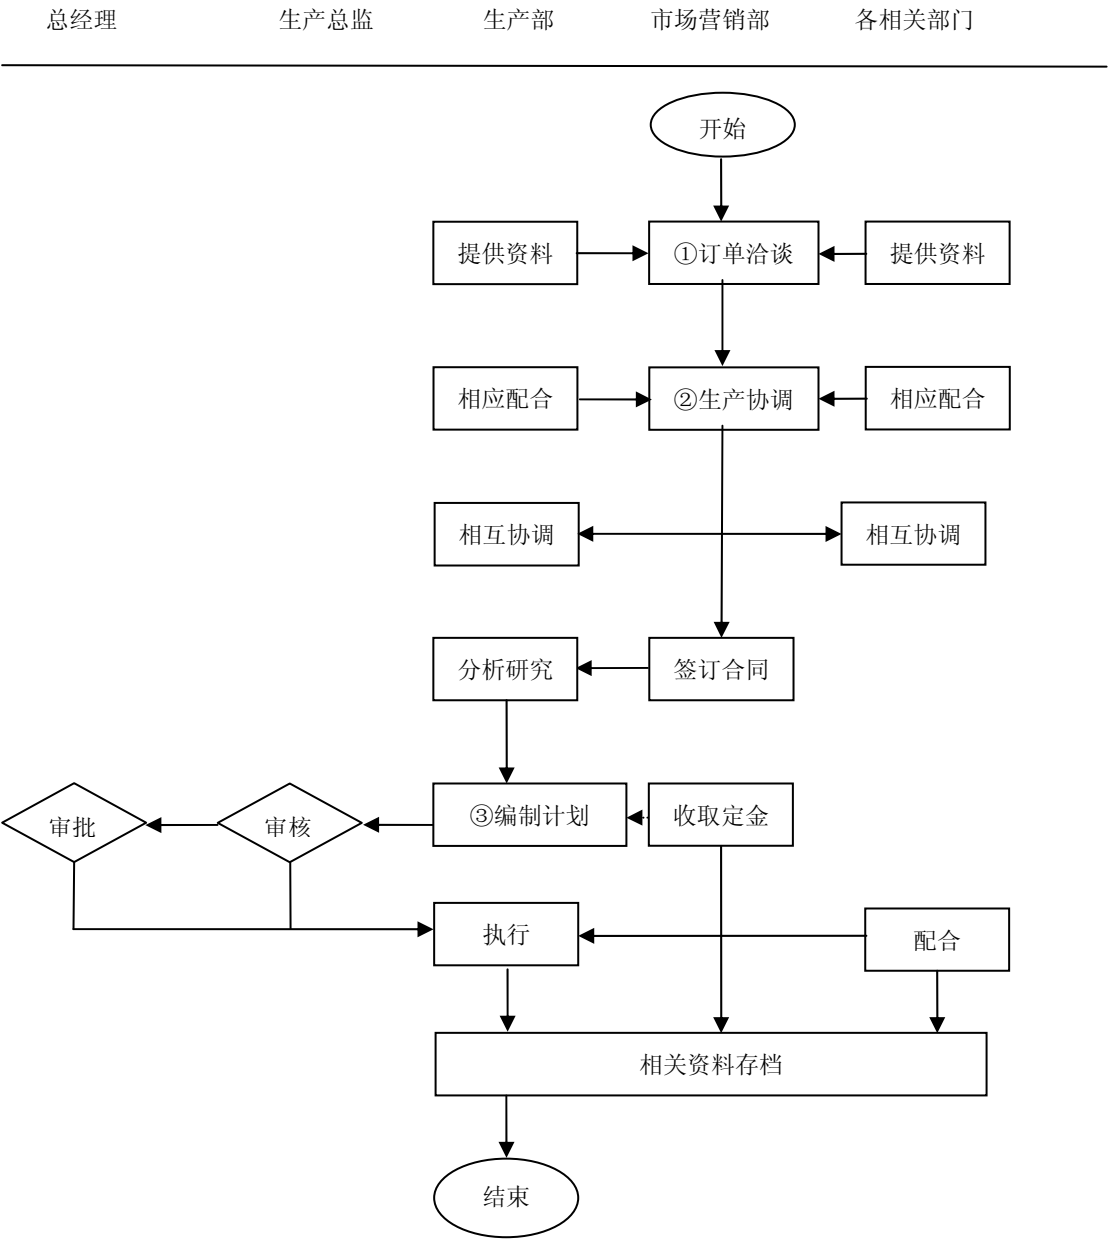 总经理 生产总监 生产部 市场营销部 各相关部门
开始
提供资料 ①订单洽谈 提供资料
相应配合 ②生产协调 相应配合
相互协调 相互协调
分析研究 签订合同
审批 审核 ③编制计划 收取定金
执行 配合
相关资料存档
结束